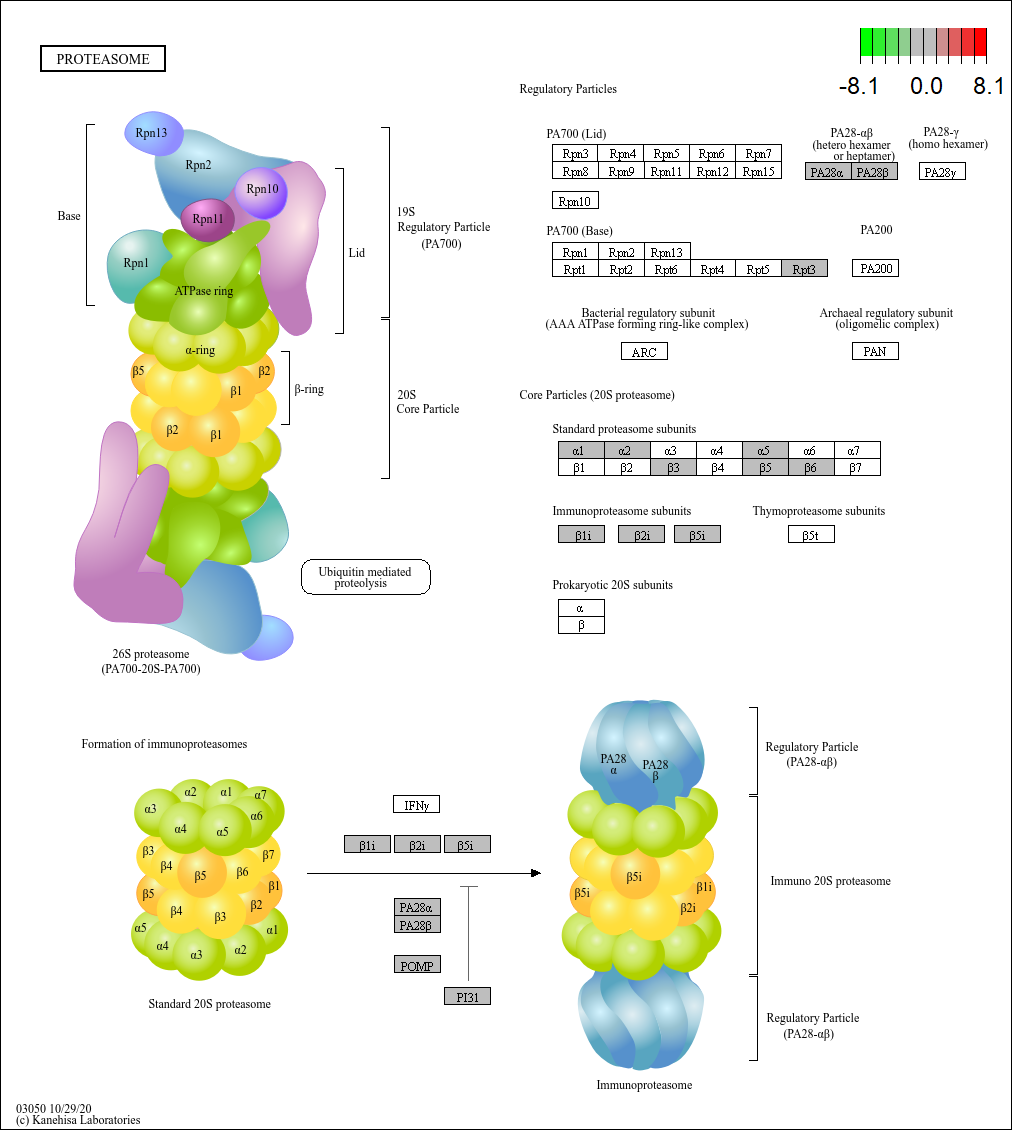 PROTEASOME
-8.1 0.0 8.1
Regulatory Particles
PA700 (Lid)
Rpn3 Rpn4 Rpn5 Rpn6 Rpn7
Rpn8 Rpn9 Rpn11 Rpn12 Rpn15
Rpn10
PA28-αβ
(hetero hexamer
or heptamer)
PA28α PA28β
PA28-γ
(homo hexamer)
PA28γ
PA700 (Base)
Rpn1 Rpn2 Rpn13
Rpt1 Rpt2 Rpt6 Rpt4 Rpt5 Rpt3
PA200
PA200
Bacterial regulatory subunit
(AAA ATPase forming ring-like complex)
ARC
Archaeal regulatory subunit
(oligomelic complex)
PAN
Core Particles (20S proteasome)
Standard proteasome subunits
α1 α2 α3 α4 α5 α6 α7
β1 β2 β3 β4 β5 β6 β7
Immunoproteasome subunits
β1i β2i β5i
Thymoproteasome subunits
β5t
Prokaryotic 20S subunits
α
β
Rpn13
Rpn2
Rpn10
Rpn11
Rpn1
ATPase ring
Base
Lid
19S
Regulatory Particle
(PA700)
α-ring
β5 β2
β1
β-ring
β2 β1
20S
Core Particle
Ubiquitin mediated
proteolysis
26S proteasome
(PA700-20S-PA700)
Formation of immunoproteasomes
α2 α1 α7
α3 α6
α4 α5
β3 β7
β4 β5 β6
β5 β1
β4 β3 β2
α5 α1
α4 α3 α2
Standard 20S proteasome
IFNγ
β1i β2i β5i
PA28α
PA28β
POMP
PI31
PA28
α
PA28
β
Regulatory Particle
(PA28-αβ)
β5i
β5i β1i
β2i
Immuno 20S proteasome
Regulatory Particle
(PA28-αβ)
Immunoproteasome
03050 10/29/20
(c) Kanehisa Laboratories